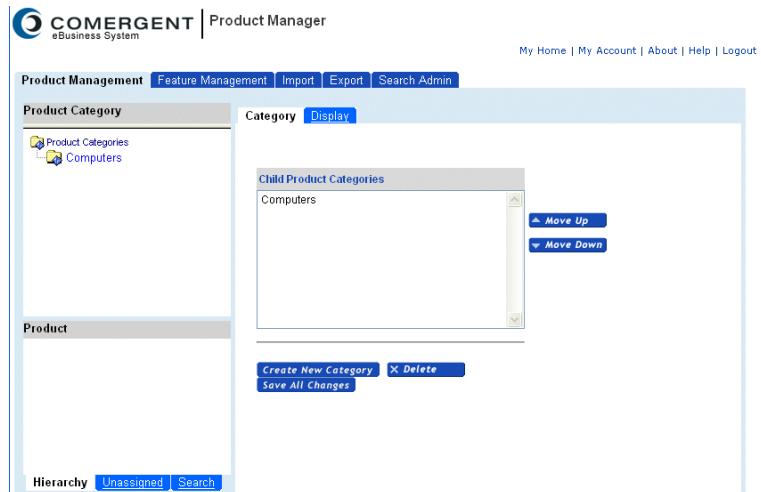 COMERGENT
eBusiness System
Product Manager
My Home | My Account | About | Help | Logout
Product Management Feature Management Import Export Search Admin
Product Category
Category Display
Product Categories
Computers
Child Product Categories
Computers
Move Up
Move Down
Product
Create New Category Delete
Save All Changes
Hierarchy Unassigned Search